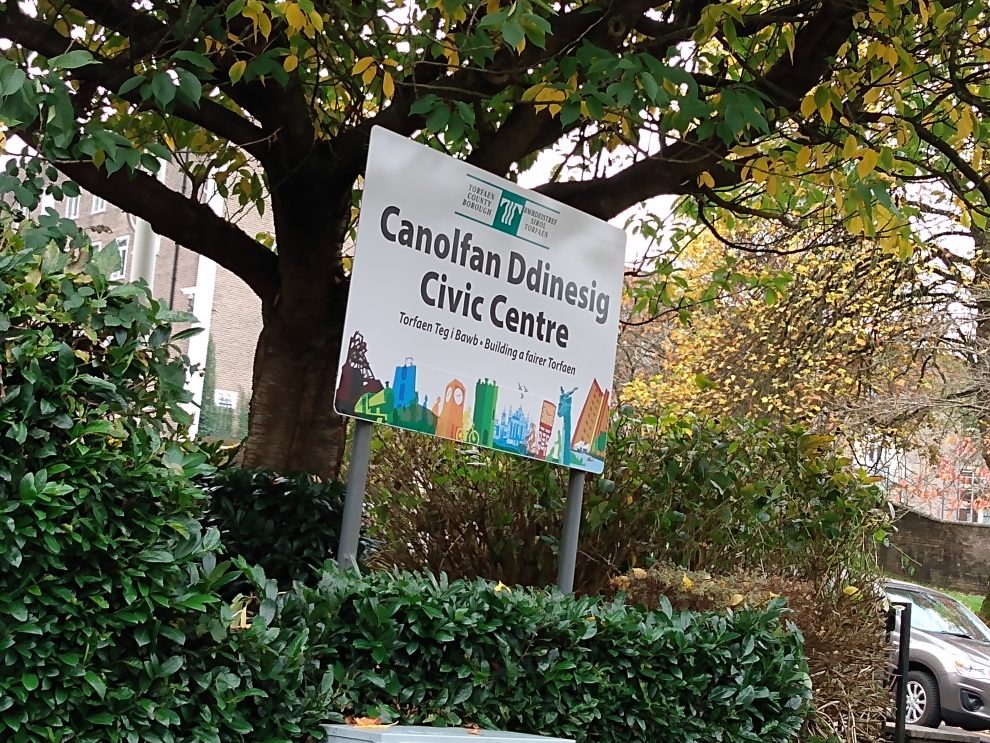 TORFAEN
COUNTY
BOROUGH
BWRDEISTREF
SIROL
TORFAEN
Canolfan Ddinesig
Civic Centre
Torfaen Teg i Bawb • Building a fairer Torfaen